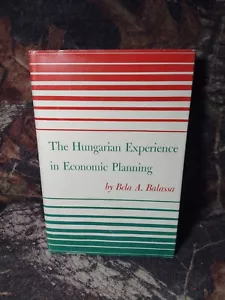 The Hungarian Experience
in Economic Planning
by Bela A. Balassa